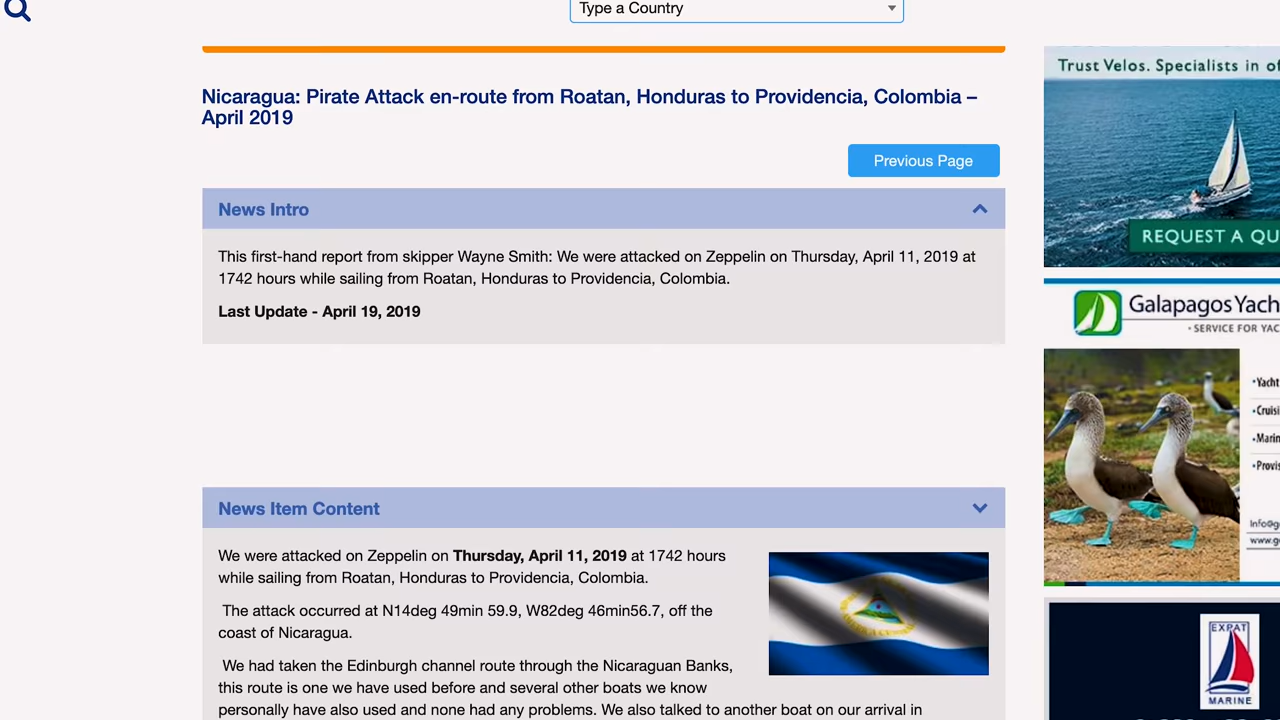 Type a Country
Nicaragua: Pirate Attack en-route from Roatan, Honduras to Providencia, Colombia –
April 2019
Previous Page
News Intro
This first-hand report from skipper Wayne Smith: We were attacked on Zeppelin on Thursday, April 11, 2019 at
1742 hours while sailing from Roatan, Honduras to Providencia, Colombia.
Last Update - April 19, 2019
News Item Content
We were attacked on Zeppelin on Thursday, April 11, 2019 at 1742 hours
while sailing from Roatan, Honduras to Providencia, Colombia.
The attack occurred at N14deg 49min 59.9, W82deg 46min56.7, off the
coast of Nicaragua.
We had taken the Edinburgh channel route through the Nicaraguan Banks,
this route is one we have used before and several other boats we know
personally have also used and none had any problems. We also talked to another boat on our arrival in
Trust Velos. Specialists in of
REQUEST A QU
Galapagos Yach
• SERVICE FOR YAC
•Yacht
•Cruisi
•Marin
•Provis
Info@g
www.g
EXPAT
MARINE